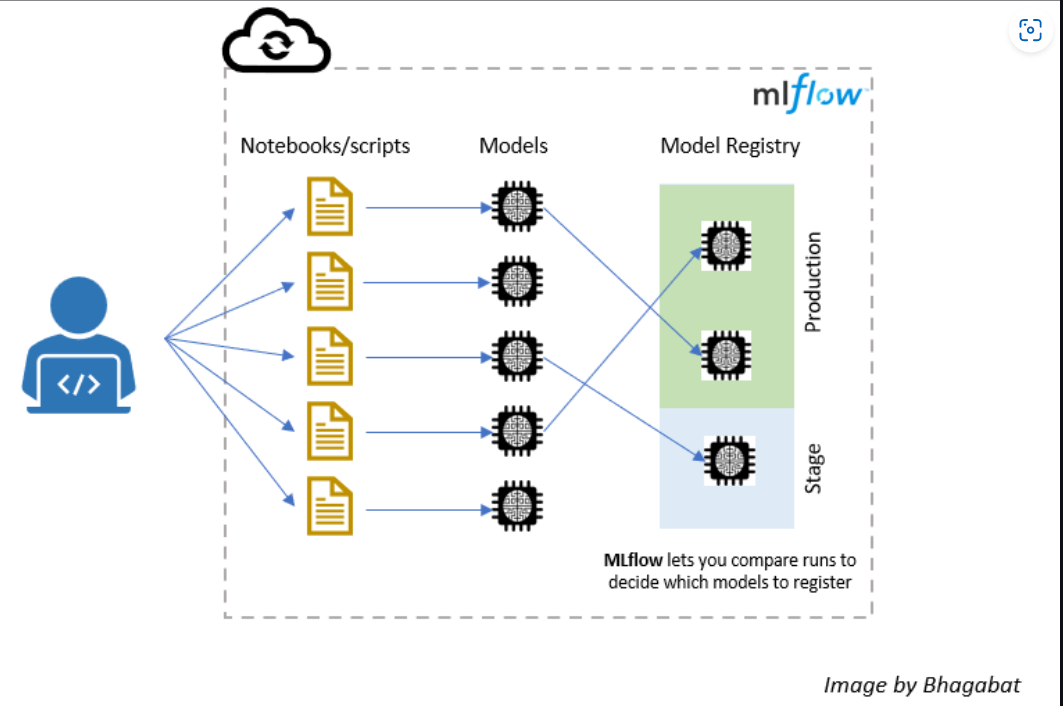 mlflow
Notebooks/scripts
Models
Model Registry
Production
</>
Stage
MLflow lets you compare runs to
decide which models to register
Image by Bhagabat